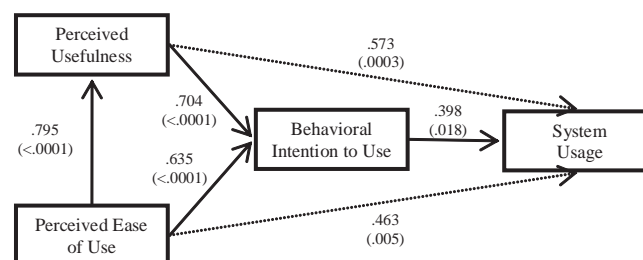 Perceived
Usefulness
.573
(.0003)
.704
(<.0001)
.795
(<.0001)
Behavioral
Intention to Use
.398
(.018)
System
Usage
.635
(<.0001)
.463
(.005)
Perceived Ease
of Use